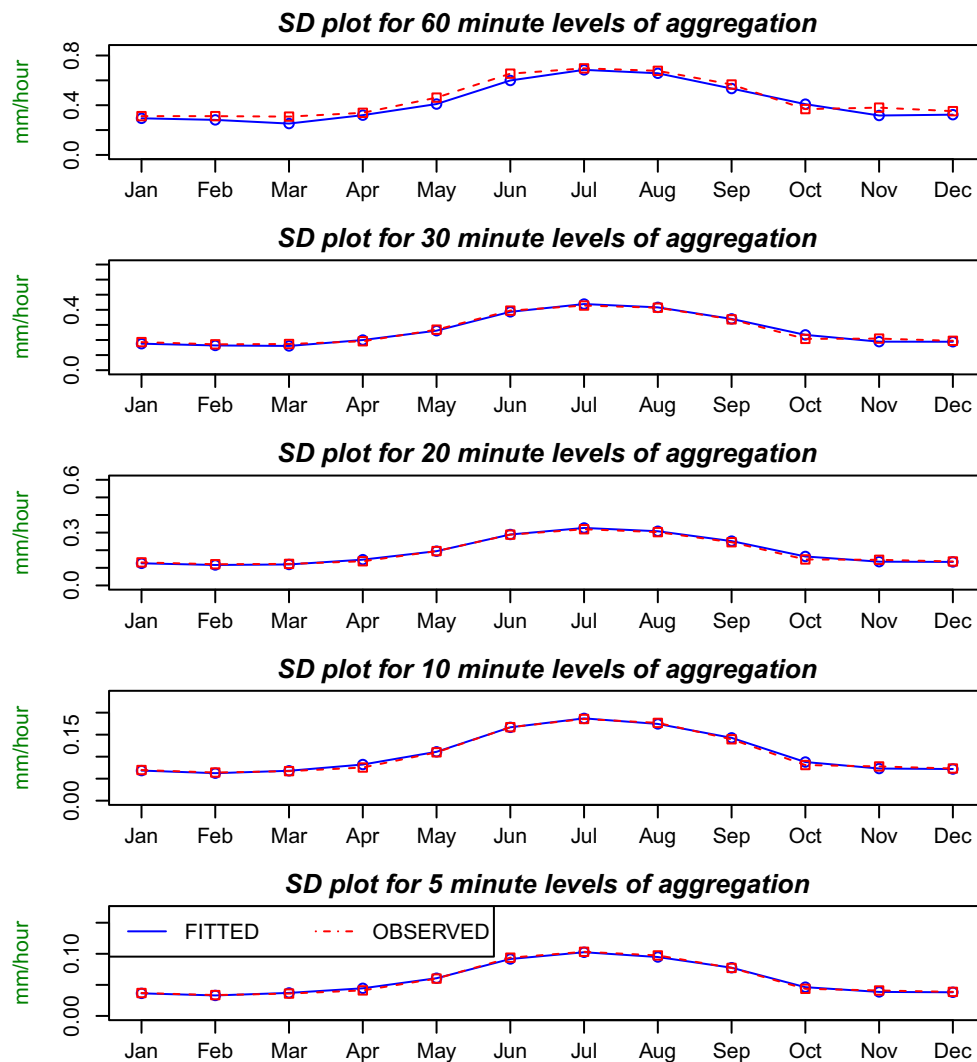 SD plot for 60 minute levels of aggregation
mm/hour
0.8
0.4
0.0
Jan Feb Mar Apr May Jun Jul Aug Sep Oct Nov Dec
SD plot for 30 minute levels of aggregation
mm/hour
0.4
0.0
Jan Feb Mar Apr May Jun Jul Aug Sep Oct Nov Dec
SD plot for 20 minute levels of aggregation
mm/hour
0.6
0.3
0.0
Jan Feb Mar Apr May Jun Jul Aug Sep Oct Nov Dec
SD plot for 10 minute levels of aggregation
mm/hour
0.15
0.00
Jan Feb Mar Apr May Jun Jul Aug Sep Oct Nov Dec
SD plot for 5 minute levels of aggregation
mm/hour
FITTED OBSERVED
0.10
0.00
Jan Feb Mar Apr May Jun Jul Aug Sep Oct Nov Dec